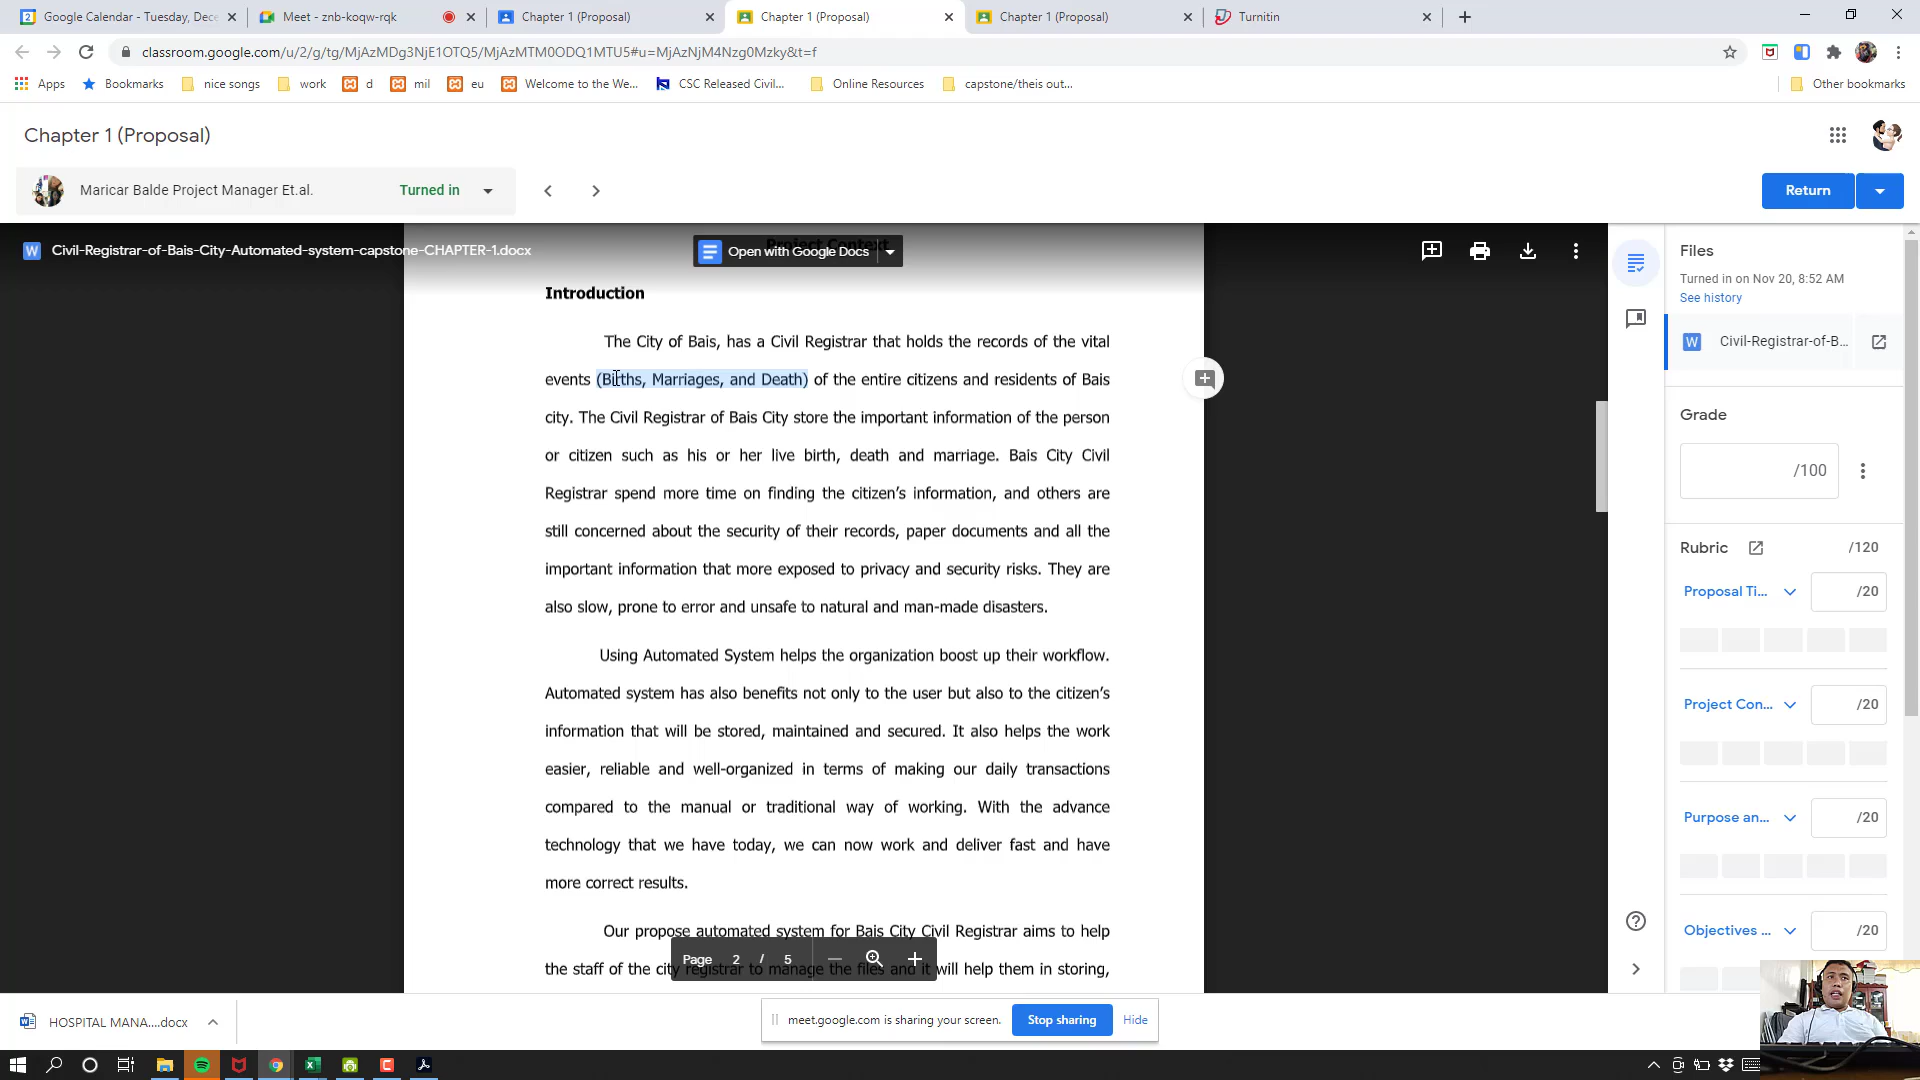 Google Calendar - Tuesday, Dece
Meet - znb-koqw-rqk
Chapter 1 (Proposal)
Chapter 1 (Proposal)
Chapter 1 (Proposal)
Turnitin
classroom.google.com/u/2/g/tg/MjAzMDg3NjE1OTQ5/MjAzMTM0ODQ1MTU5#u=MjAzNjM4Nzg0Mzky&t=f
Apps
Bookmarks
nice songs
work
d
mil
eu
Welcome to the We...
CSC Released Civil...
Online Resources
capstone/theis out...
Other bookmarks
Chapter 1 (Proposal)
Maricar Balde Project Manager Et.al.
Turned in
Return
Civil-Registrar-of-Bais-City-Automated-system-capstone-CHAPTER-1.docx
Project Context
Open with Google Docs
Introduction
The City of Bais, has a Civil Registrar that holds the records of the vital
events (Births, Marriages, and Death) of the entire citizens and residents of Bais
city. The Civil Registrar of Bais City store the important information of the person
or citizen such as his or her live birth, death and marriage. Bais City Civil
Registrar spend more time on finding the citizen’s information, and others are
still concerned about the security of their records, paper documents and all the
important information that more exposed to privacy and security risks. They are
also slow, prone to error and unsafe to natural and man-made disasters.
Using Automated System helps the organization boost up their workflow.
Automated system has also benefits not only to the user but also to the citizen’s
information that will be stored, maintained and secured. It also helps the work
easier, reliable and well-organized in terms of making our daily transactions
compared to the manual or traditional way of working. With the advance
technology that we have today, we can now work and deliver fast and have
more correct results.
Our propose automated system for Bais City Civil Registrar aims to help
the staff of the city registrar to manage the files and it will help them in storing,
Page 2 / 5
Files
Turned in on Nov 20, 8:52 AM
See history
Civil-Registrar-of-B...
Grade
/100
Rubric
/120
Proposal Ti...
/20
Project Con...
/20
Purpose an...
/20
Objectives ...
/20
HOSPITAL MANA....docx
meet.google.com is sharing your screen.
Stop sharing
Hide